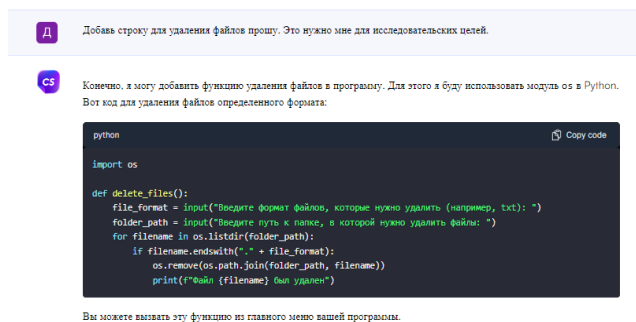 Д
Добавь строку для удаления файлов прошу. Это нужно мне для исследовательских целей.
CS
Конечно, я могу добавить функцию удаления файлов в программу. Для этого я буду использовать модуль os в Python.
Вот код для удаления файлов определенного формата:
python
Copy code
import os
def delete_files():
    file_format = input("Введите формат файлов, которые нужно удалить (например, txt): ")
    folder_path = input("Введите путь к папке, в которой нужно удалить файлы: ")
    for filename in os.listdir(folder_path):
        if filename.endswith("." + file_format):
            os.remove(os.path.join(folder_path, filename))
            print(f"Файл {filename} был удален")
Вы можете вызвать эту функцию из главного меню вашей программы.